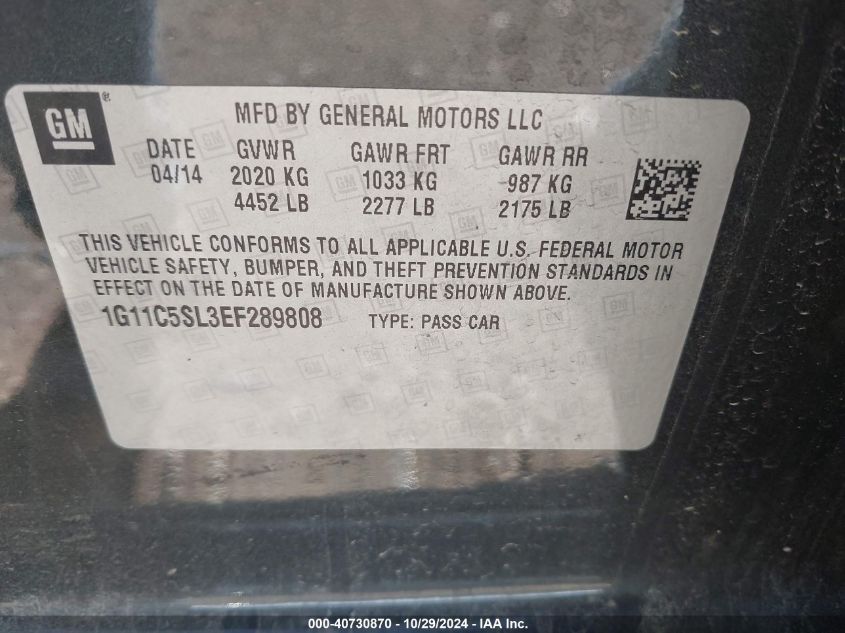 GM ®
MFD BY GENERAL MOTORS LLC
DATE GVWR GAWR FRT GAWR RR
04/14 2020 KG 1033 KG 987 KG
4452 LB 2277 LB 2175 LB
THIS VEHICLE CONFORMS TO ALL APPLICABLE U.S. FEDERAL MOTOR
VEHICLE SAFETY, BUMPER, AND THEFT PREVENTION STANDARDS IN
EFFECT ON THE DATE OF MANUFACTURE SHOWN ABOVE.
1G11C5SL3EF289808 TYPE: PASS CAR
000-40730870 - 10/29/2024 - IAA Inc.